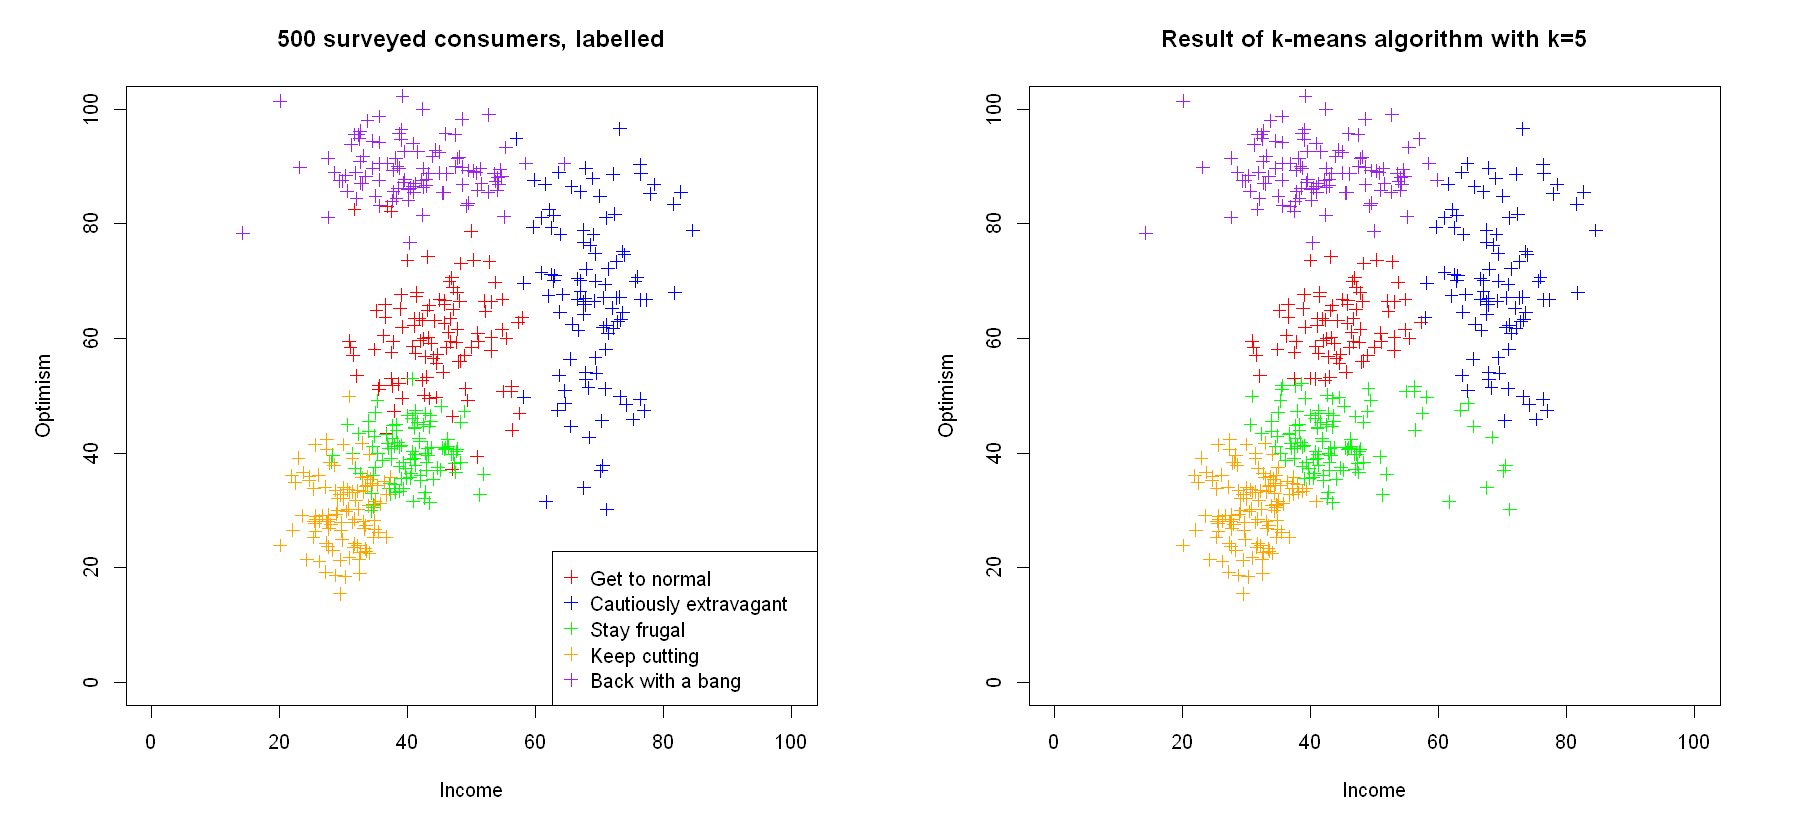 500 surveyed consumers, labelled
Optimism
100
80
60
40
20
0
Get to normal
Cautiously extravagant
Stay frugal
Keep cutting
Back with a bang
0 20 40 60 80 100
Income
Result of k-means algorithm with k=5
Optimism
100
80
60
40
20
0
0 20 40 60 80 100
Income